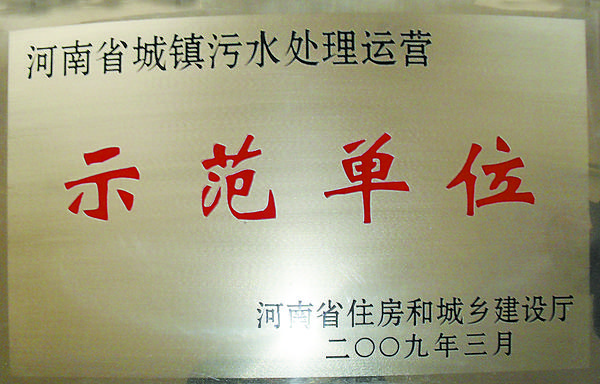 河南省城镇污水处理运营
示范单位
河南省住房和城乡建设厅
二〇〇九年三月